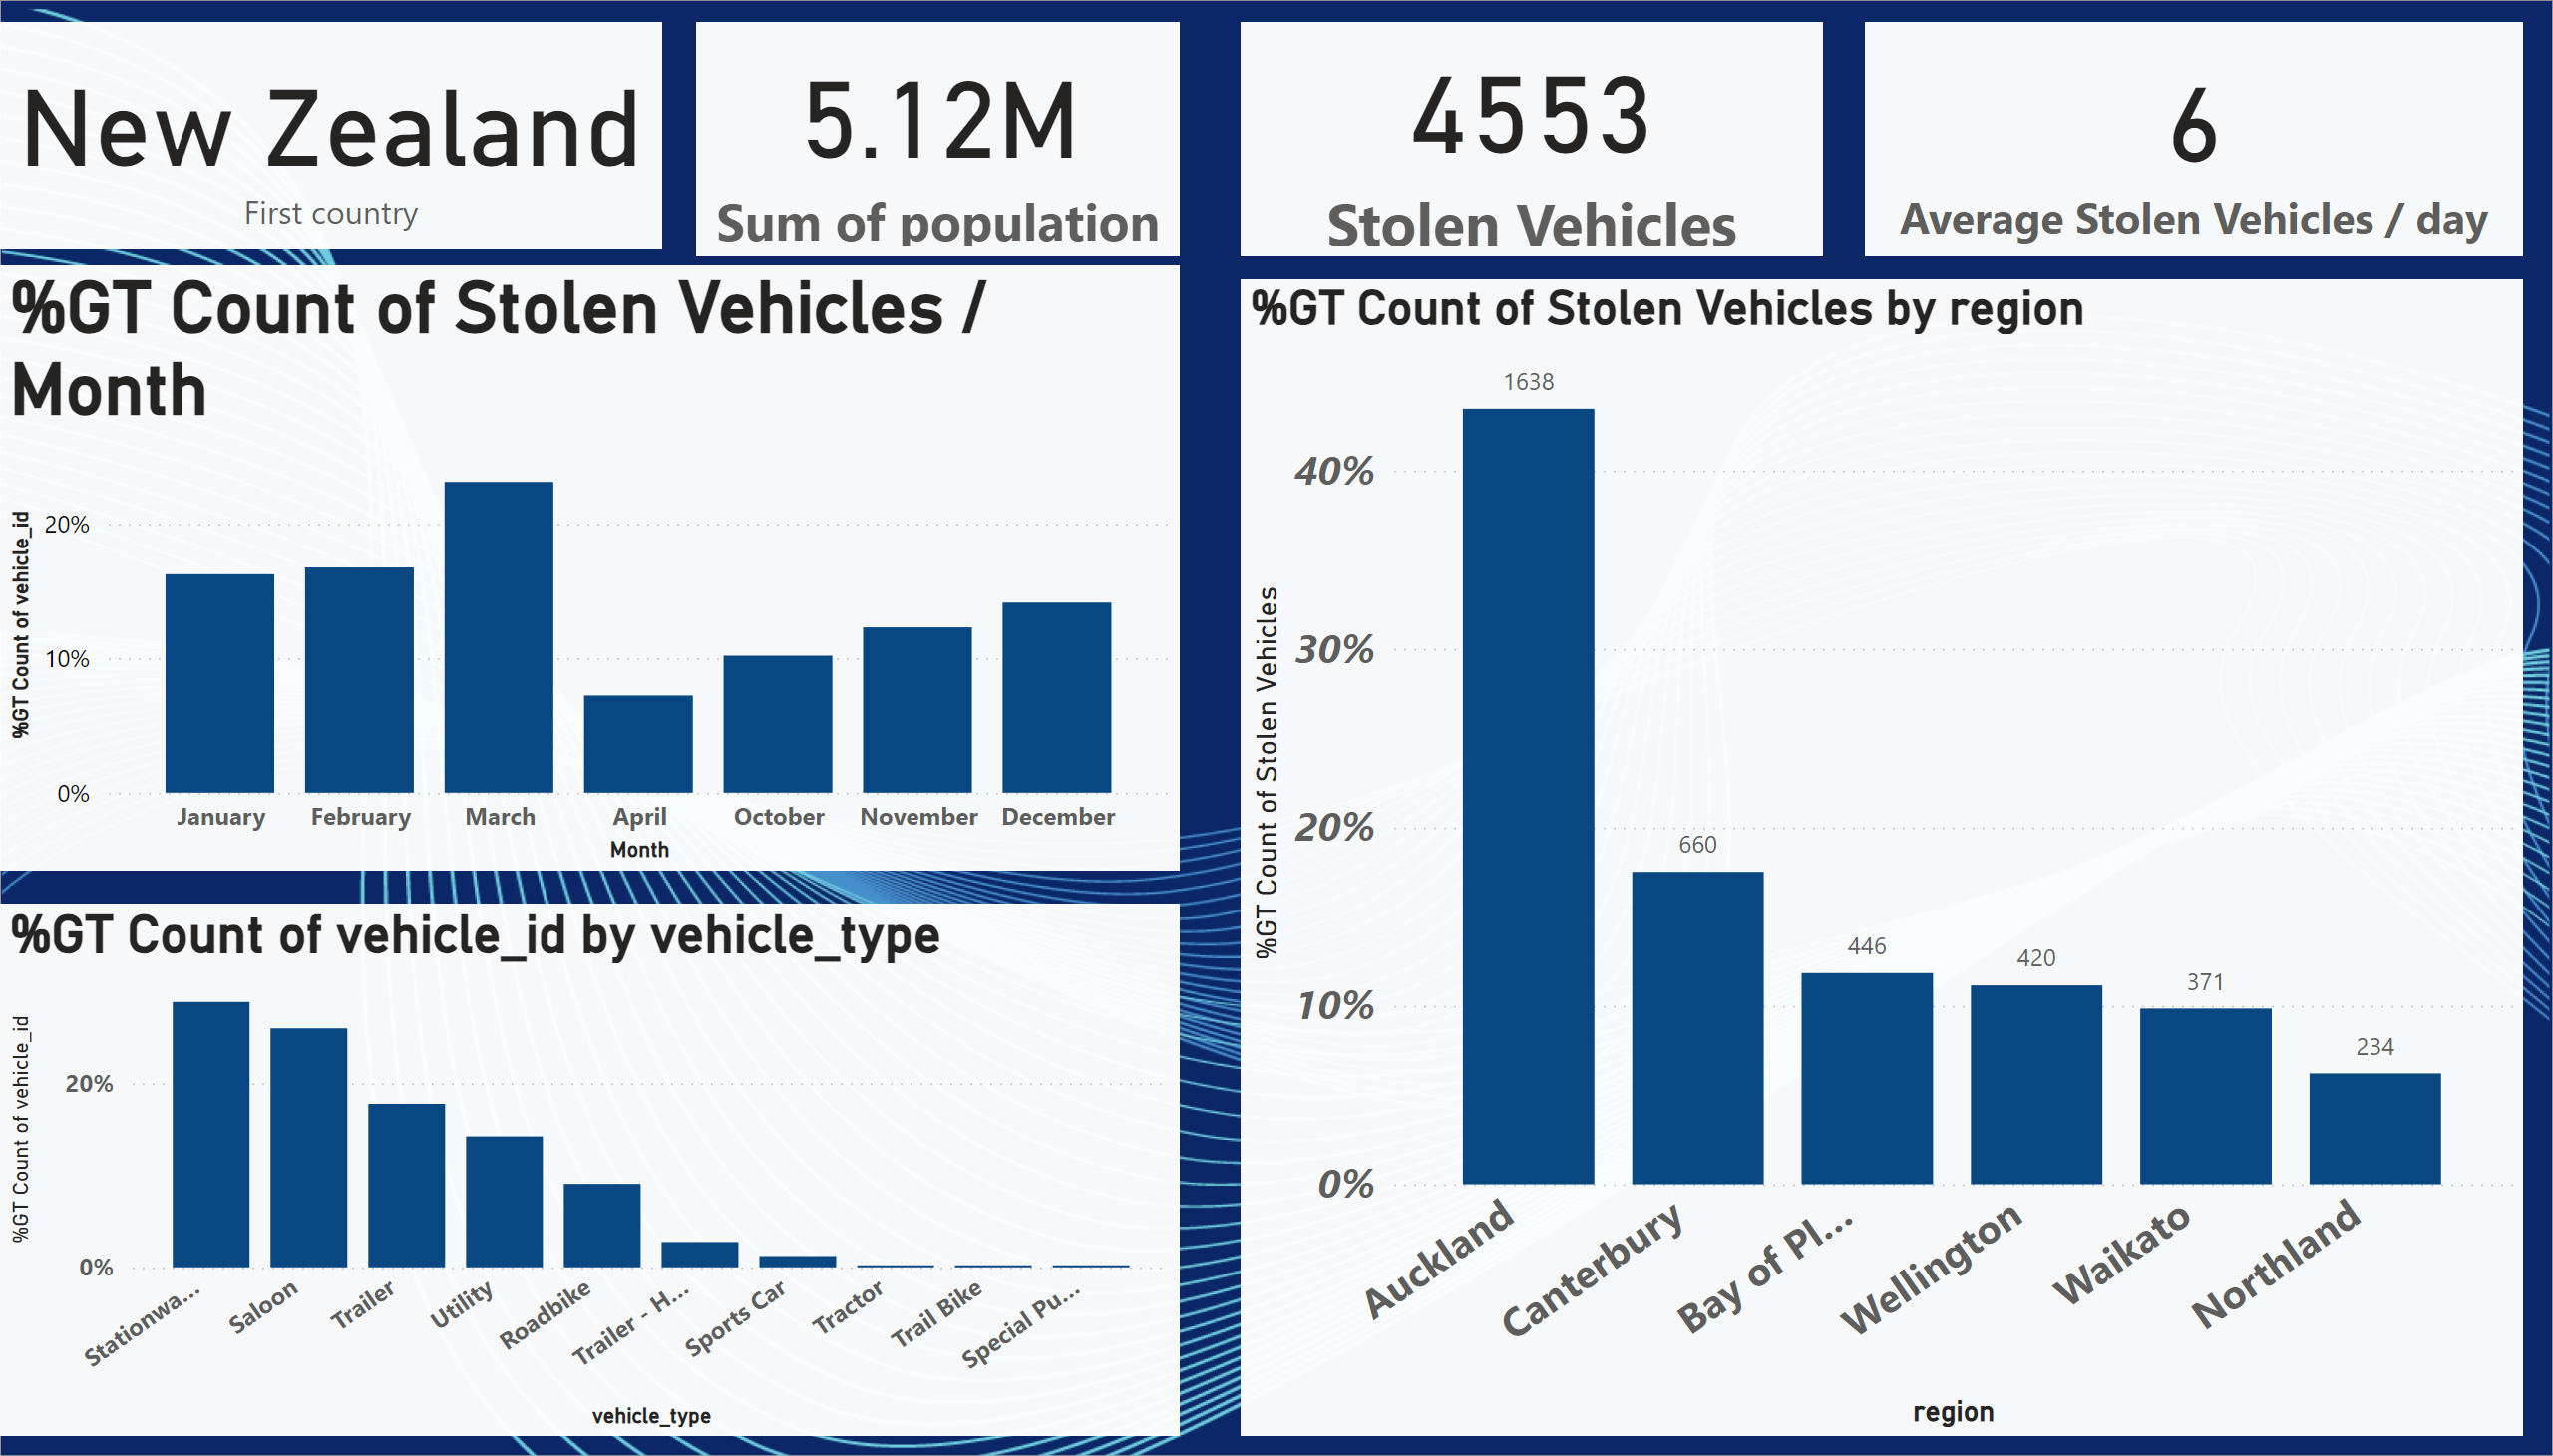 New Zealand
First country
5.12M
Sum of population
4553
Stolen Vehicles
6
Average Stolen Vehicles / day
%GT Count of Stolen Vehicles /
Month
%GT Count of vehicle_id
20%
10%
0%
January February March April October November December
Month
%GT Count of vehicle_id by vehicle_type
%GT Count of vehicle_id
20%
0%
Stationwa... Saloon Trailer Utility Roadbike Trailer - H... Sports Car Tractor Trail Bike Special Pu...
vehicle_type
%GT Count of Stolen Vehicles by region
%GT Count of Stolen Vehicles
40%
30%
20%
10%
0%
1638
660
446
420
371
234
Auckland Canterbury Bay of Pl... Wellington Waikato Northland
region